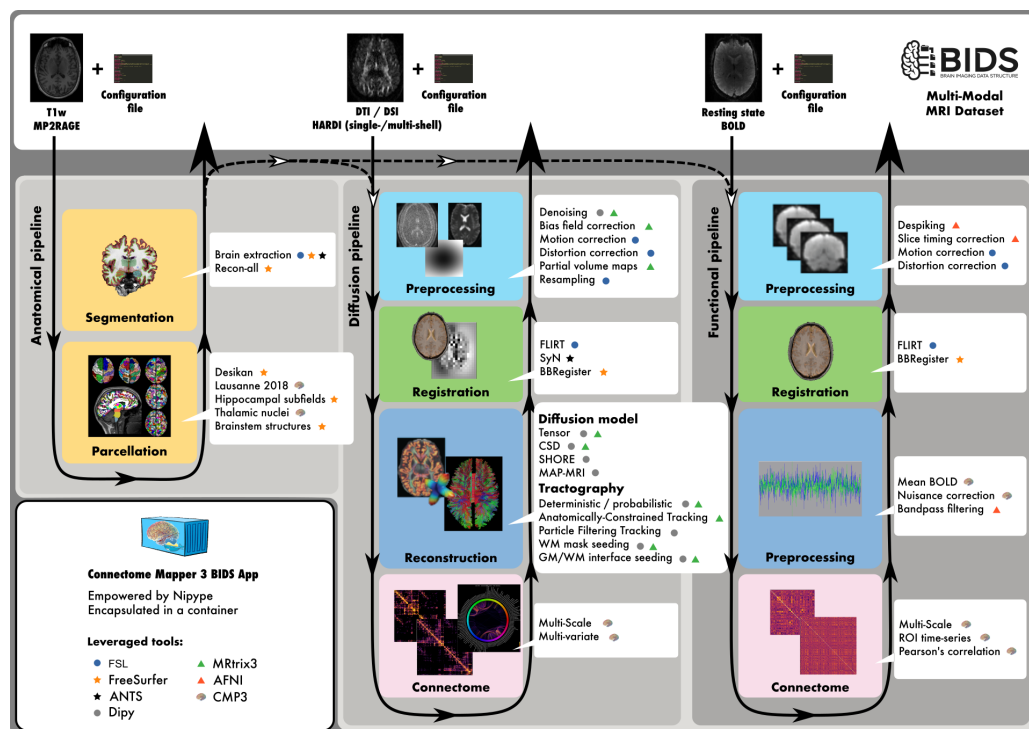 BIDS
BRAIN IMAGING DATA STRUCTURE
Multi-Modal
MRI Dataset
Configuration
file
T1w
MP2RAGE
Configuration
file
DTI / DSI
HARDI (single-/multi-shell)
Configuration
file
Resting state
BOLD
Anatomical pipeline
Segmentation
Brain extraction
Recon-all
Parcellation
Desikan
Lausanne 2018
Hippocampal subfields
Thalamic nuclei
Brainstem structures
Diffusion pipeline
Preprocessing
Denoising
Bias field correction
Motion correction
Distortion correction
Partial volume maps
Resampling
Registration
FLIRT
SyN
BBRegister
Reconstruction
Diffusion model
Tensor
CSD
SHORE
MAP-MRI
Tractography
Deterministic / probabilistic
Anatomically-Constrained Tracking
Particle Filtering Tracking
WM mask seeding
GM/WM interface seeding
Connectome
Multi-Scale
Multi-variate
Functional pipeline
Preprocessing
Despiking
Slice timing correction
Motion correction
Distortion correction
Registration
FLIRT
BBRegister
Preprocessing
Mean BOLD
Nuisance correction
Bandpass filtering
Connectome
Multi-Scale
ROI time-series
Pearson's correlation
Connectome Mapper 3 BIDS App
Empowered by Nipype
Encapsulated in a container
Leveraged tools:
FSL
FreeSurfer
ANTS
Dipy
MRtrix3
AFNI
CMP3